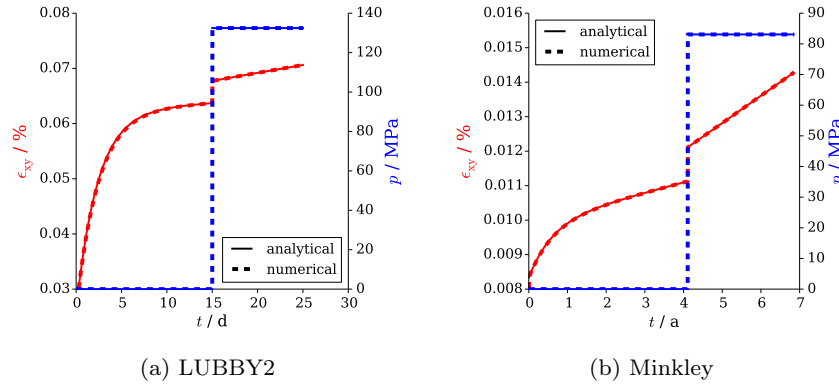 0.08
0.07
0.06
0.05
0.04
0.03
ϵxy / %
0 5 10 15 20 25 30
t / d
140
120
100
80
60
40
20
0
p / MPa
analytical
numerical
(a) LUBBY2
0.016
0.015
0.014
0.013
0.012
0.011
0.010
0.009
0.008
ϵxy / %
0 1 2 3 4 5 6 7
t / a
90
80
70
60
50
40
30
20
10
0
p / MPa
analytical
numerical
(b) Minkley